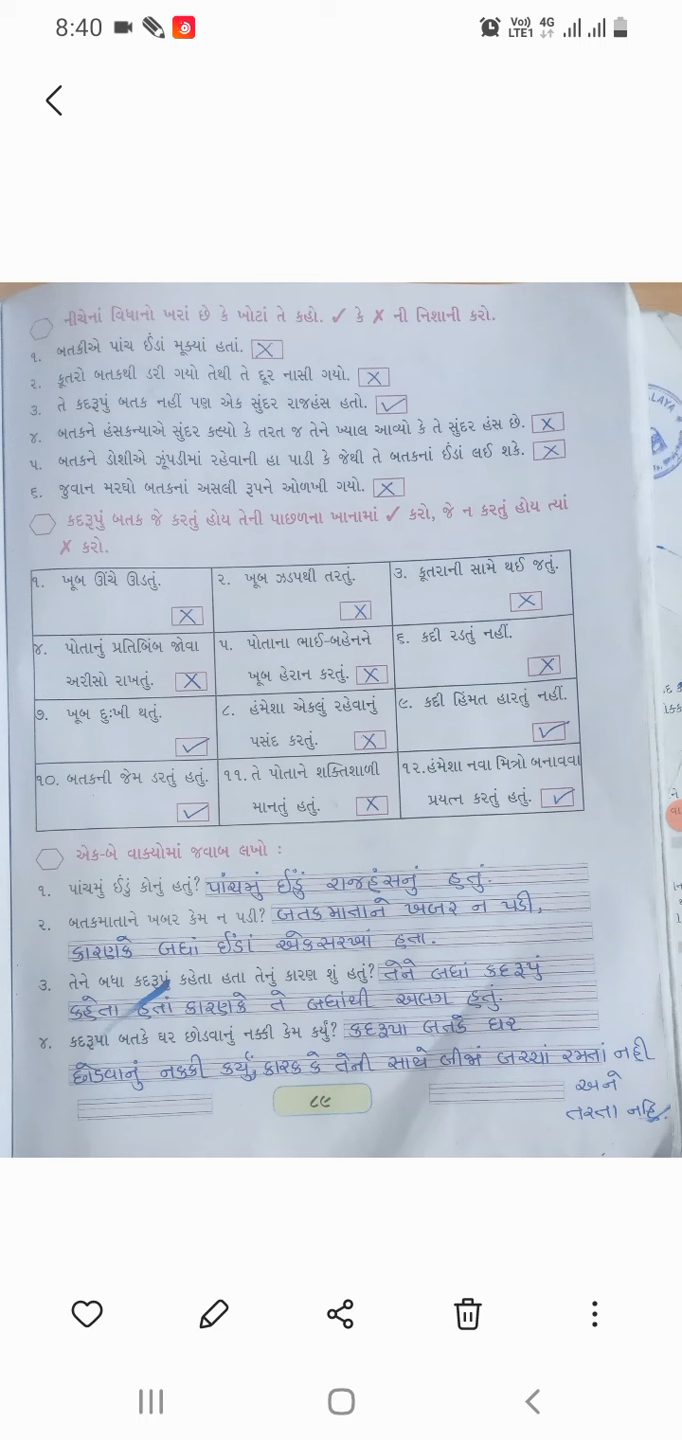 8:40
Vo)) 4G
LTE1
નીચેનાં વિધાનો ખરાં છે કે ખોટાં તે કહો. ✓ કે ✗ ની નિશાની કરો.
૧. બતકીએ પાંચ ઈંડાં મૂક્યાં હતાં. ✗
૨. કૂતરો બતકથી ડરી ગયો તેથી તે દૂર નાસી ગયો. ✗
૩. તે કદરૂપું બતક નહીં પણ એક સુંદર રાજહંસ હતો. ✓
૪. બતકને હંસકન્યાએ સુંદર કહ્યો કે તરત જ તેને ખ્યાલ આવ્યો કે તે સુંદર હંસ છે. ✗
૫. બતકને ડોશીએ ઝૂંપડીમાં રહેવાની હા પાડી કે જેથી તે બતકનાં ઈંડાં લઈ શકે. ✗
૬. જુવાન મરઘો બતકનાં અસલી રૂપને ઓળખી ગયો. ✗
કદરૂપું બતક જે કરતું હોય તેની પાછળના ખાનામાં ✓ કરો, જે ન કરતું હોય ત્યાં
✗ કરો.
૧. ખૂબ ઊંચે ઊડતું. ✗
૨. ખૂબ ઝડપથી તરતું. ✗
૩. કૂતરાની સામે થઈ જતું. ✗
૪. પોતાનું પ્રતિબિંબ જોવા
અરીસો રાખતું. ✗
૫. પોતાના ભાઈ-બહેનને
ખૂબ હેરાન કરતું. ✗
૬. કદી રડતું નહીં. ✗
૭. ખૂબ દુઃખી થતું. ✓
૮. હંમેશા એકલું રહેવાનું
પસંદ કરતું. ✗
૯. કદી હિંમત હારતું નહીં. ✓
૧૦. બતકની જેમ ડરતું હતું. ✓
૧૧. તે પોતાને શક્તિશાળી
માનતું હતું. ✗
૧૨. હંમેશા નવા મિત્રો બનાવવા
પ્રયત્ન કરતું હતું. ✓
એક-બે વાક્યોમાં જવાબ લખો :
૧. પાંચમું ઈંડું કોનું હતું? પાંચમું ઈંડું રાજહંસનું હતું.
૨. બતકમાતાને ખબર કેમ ન પડી? બતકમાતાને ખબર ન પડી,
કારણકે બધાં ઈંડાં એકસરખાં હતા.
૩. તેને બધા કદરૂપું કહેતા હતા તેનું કારણ શું હતું? તેને બધાં કદરૂપું
કહેતા હતાં કારણકે તે બધાંથી અલગ હતું.
૪. કદરૂપા બતકે ઘર છોડવાનું નક્કી કેમ કર્યું? કદરૂપા બતકે ઘર
છોડવાનું નક્કી કર્યું, કારક કે તેની સાથે બીજાં બચ્ચાં રમતાં નહી
અને
તરતા નહિ.
૮૯
LAYA